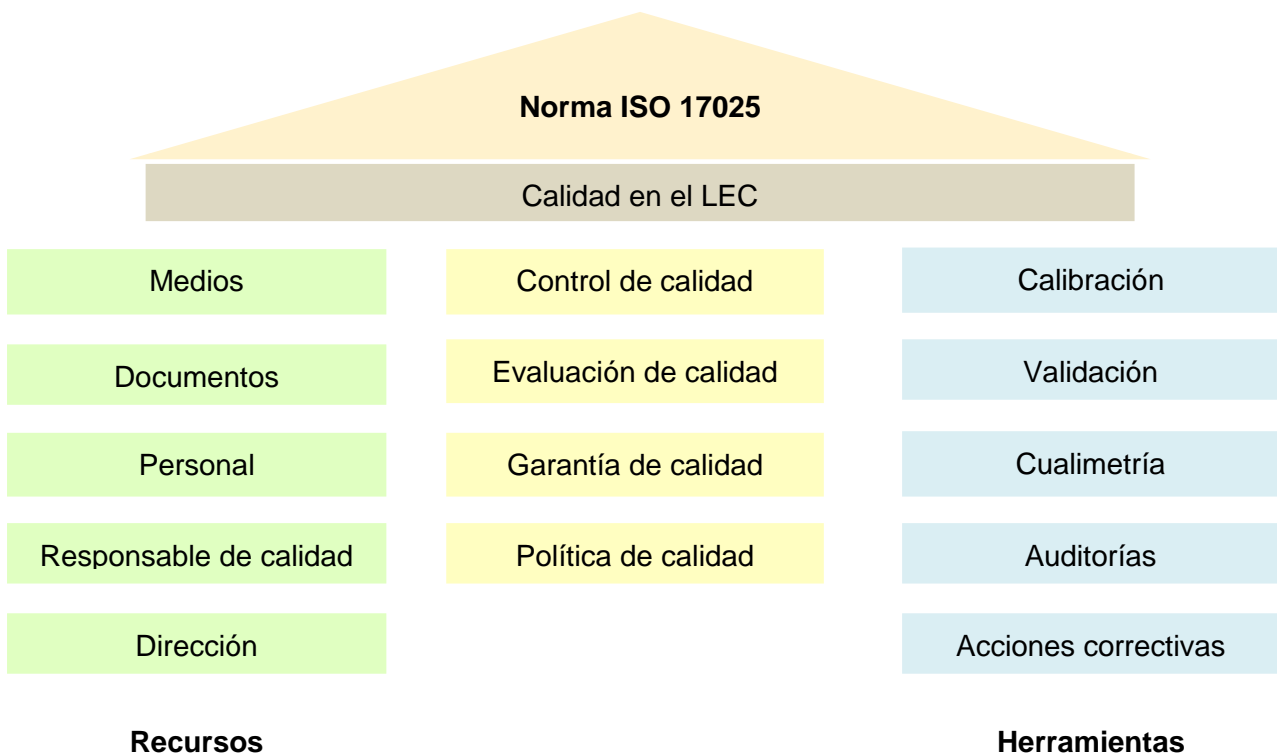 Norma ISO 17025
Calidad en el LEC
Medios
Documentos
Personal
Responsable de calidad
Dirección
Recursos
Control de calidad
Evaluación de calidad
Garantía de calidad
Política de calidad
Calibración
Validación
Cualimetría
Auditorías
Acciones correctivas
Herramientas